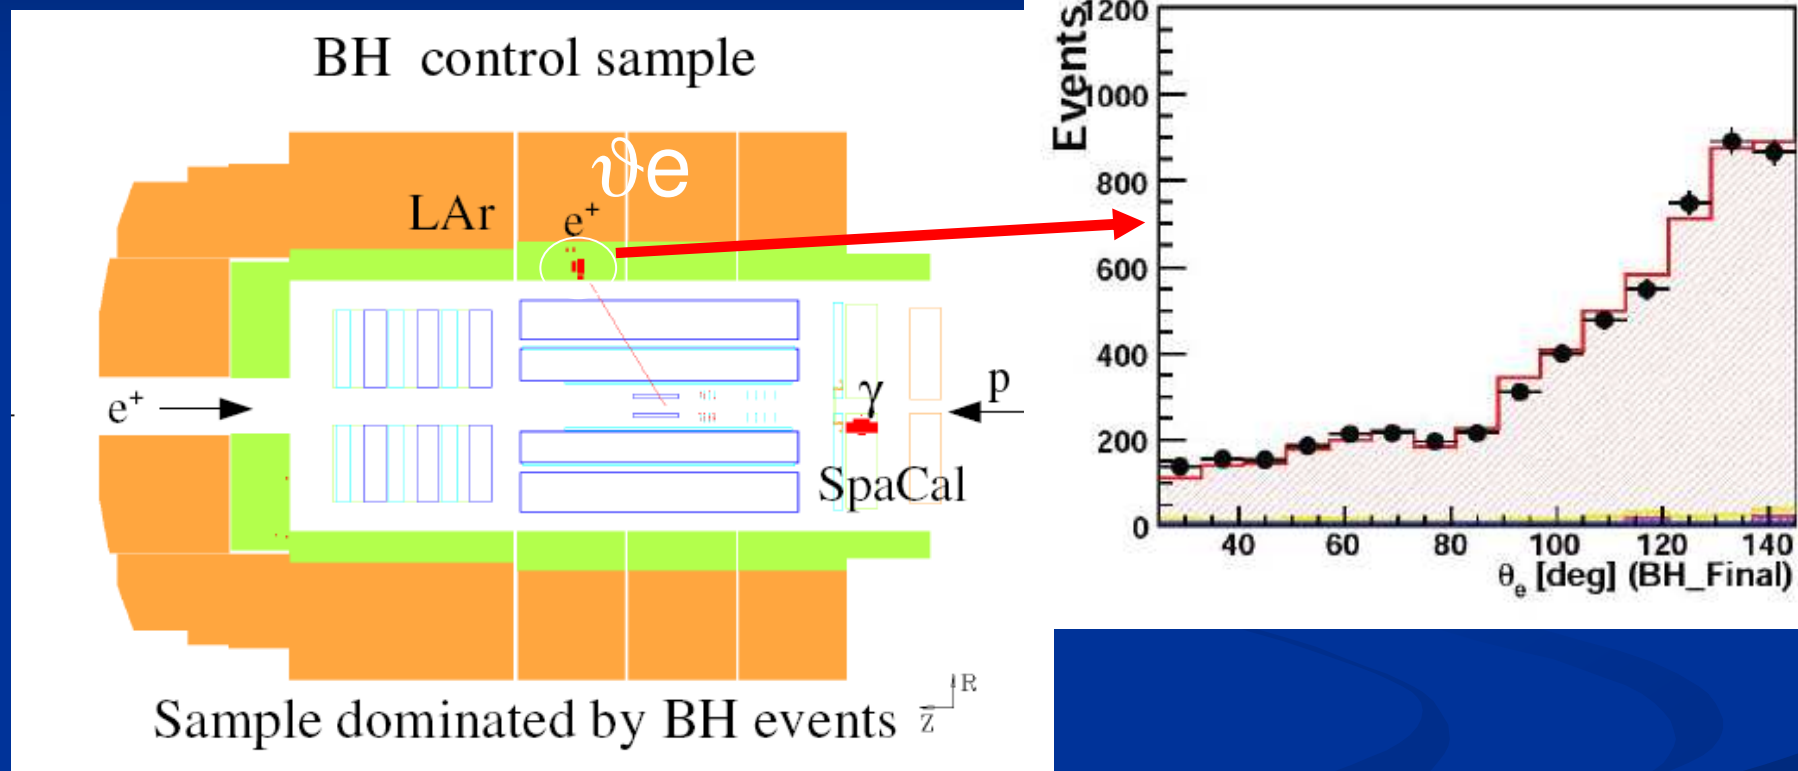 BH control sample
ϑe
LAr
e⁺
e⁺
γ
p
SpaCal
R
z
Sample dominated by BH events
Events
1200
1000
800
600
400
200
0
40 60 80 100 120 140
θe [deg] (BH_Final)